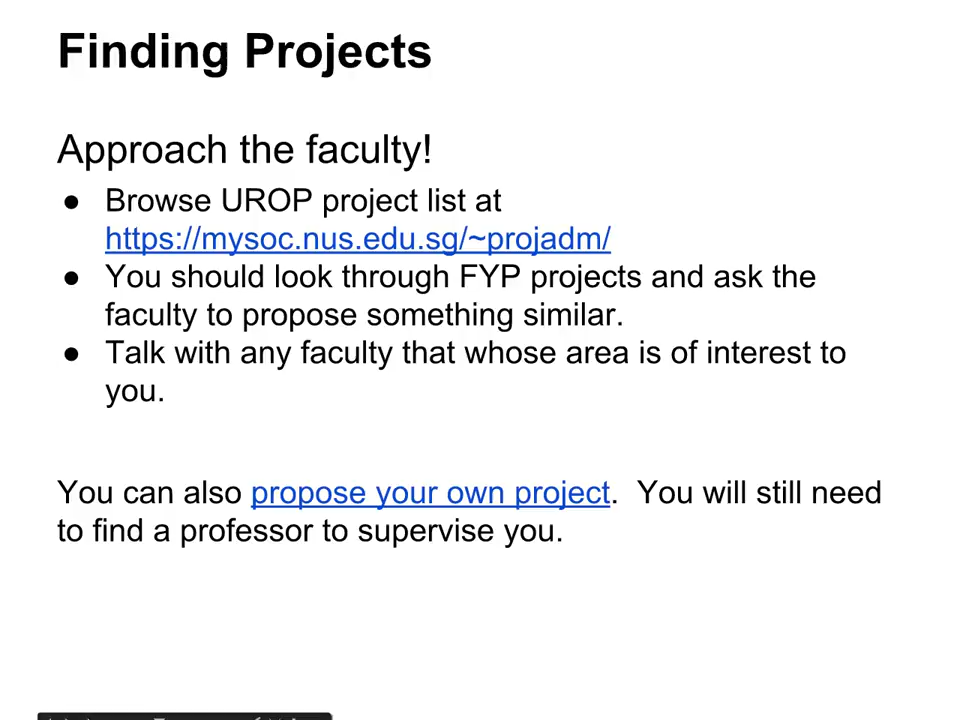 Finding Projects
Approach the faculty!
● Browse UROP project list at
https://mysoc.nus.edu.sg/~projadm/
● You should look through FYP projects and ask the
faculty to propose something similar.
● Talk with any faculty that whose area is of interest to
you.
You can also propose your own project.  You will still need
to find a professor to supervise you.